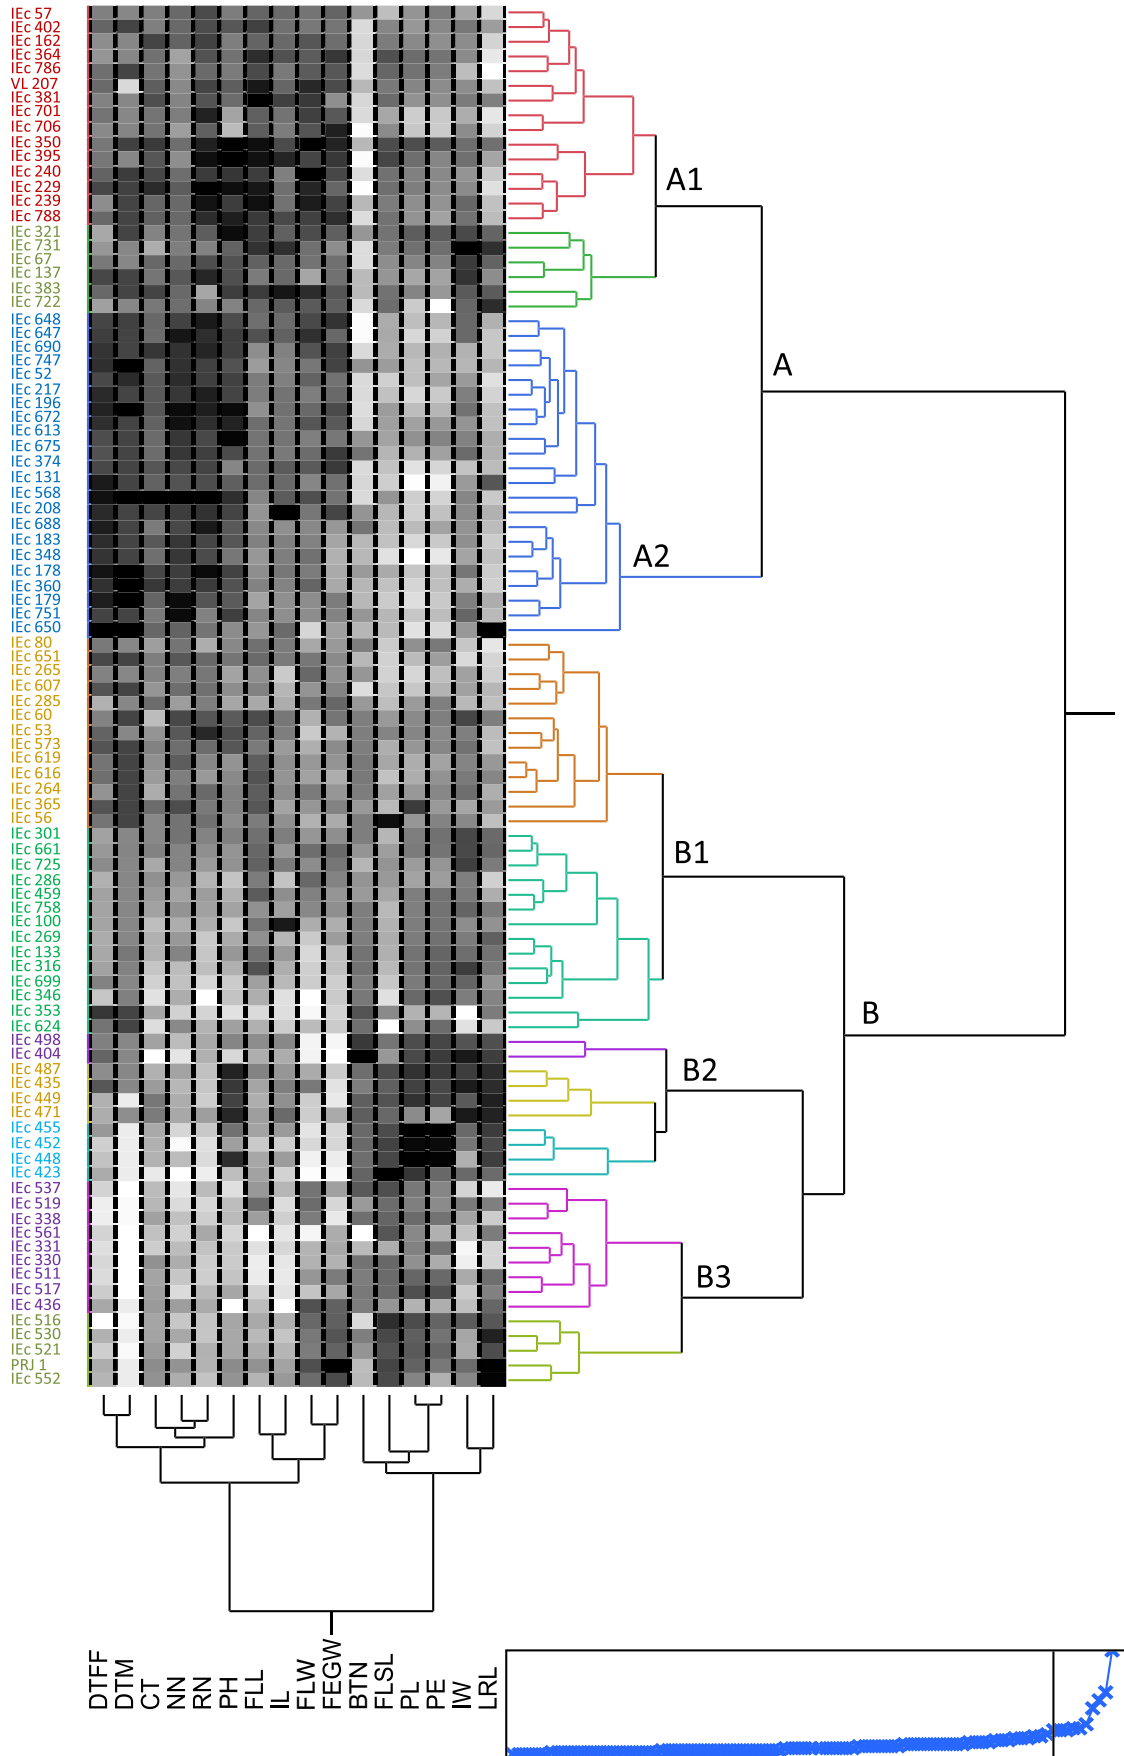 IEc 57
IEc 402
IEc 162
IEc 364
IEc 786
VL 207
IEc 381
IEc 701
IEc 706
IEc 350
IEc 395
IEc 240
IEc 229
IEc 239
IEc 788
IEc 321
IEc 731
IEc 67
IEc 137
IEc 383
IEc 722
IEc 648
IEc 647
IEc 690
IEc 747
IEc 52
IEc 217
IEc 196
IEc 672
IEc 613
IEc 675
IEc 374
IEc 131
IEc 568
IEc 208
IEc 688
IEc 183
IEc 348
IEc 178
IEc 360
IEc 179
IEc 751
IEc 650
IEc 80
IEc 651
IEc 265
IEc 607
IEc 285
IEc 60
IEc 53
IEc 573
IEc 619
IEc 616
IEc 264
IEc 365
IEc 56
IEc 301
IEc 661
IEc 725
IEc 286
IEc 459
IEc 758
IEc 100
IEc 269
IEc 133
IEc 316
IEc 699
IEc 346
IEc 353
IEc 624
IEc 498
IEc 404
IEc 487
IEc 435
IEc 449
IEc 471
IEc 455
IEc 452
IEc 448
IEc 423
IEc 537
IEc 519
IEc 338
IEc 561
IEc 331
IEc 330
IEc 511
IEc 517
IEc 436
IEc 516
IEc 530
IEc 521
PRJ 1
IEc 552
A1
A
A2
B1
B
B2
B3
DTFF
DTM
CT
NN
RN
PH
FLL
IL
FLW
FEGW
BTN
FLSL
PL
PE
IW
LRL